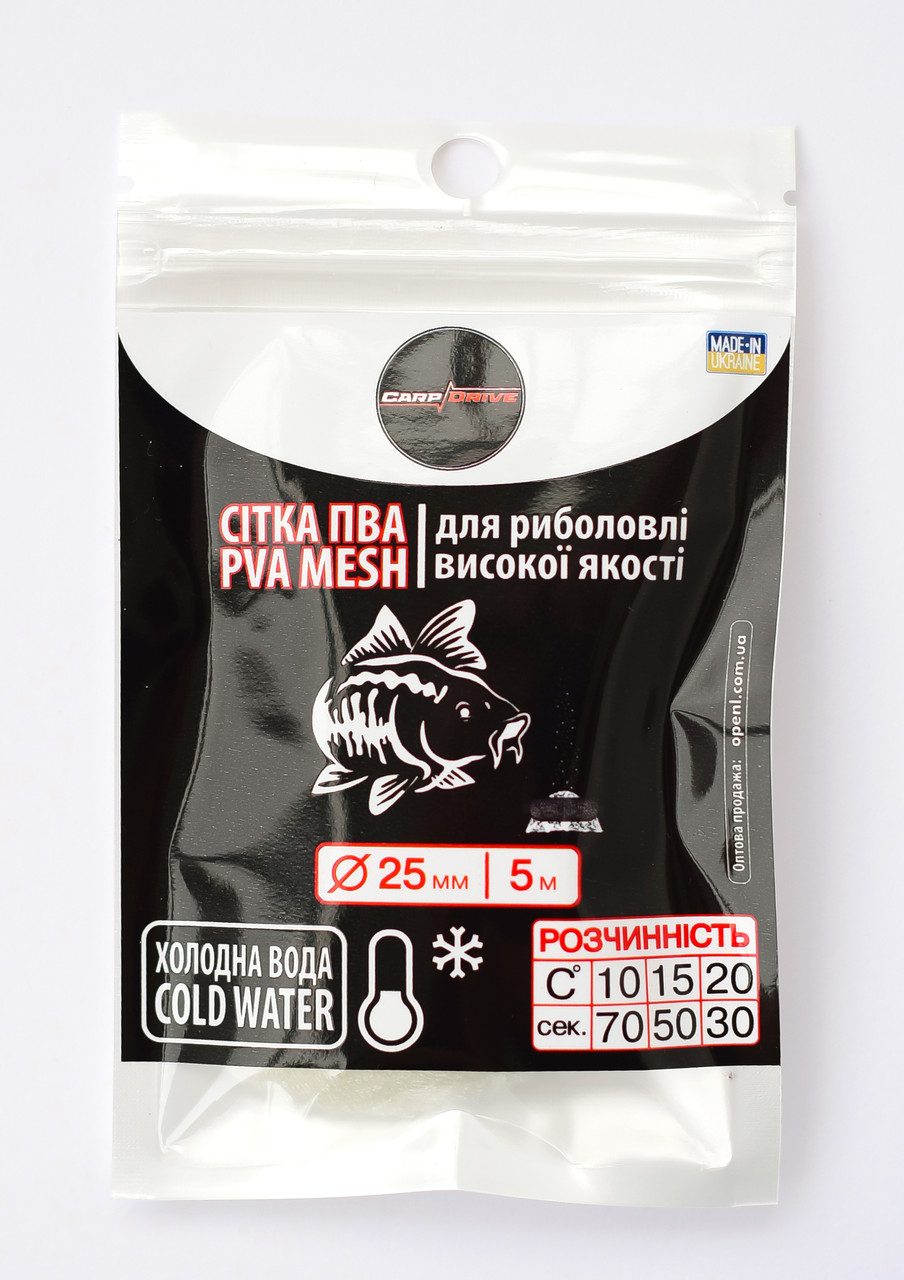 MADE·IN
UKRAINE
CARP DRIVE
СІТКА ПВА
PVA MESH
для риболовлі
високої якості
Оптова продажа: openl.com.ua
Ø 25 мм | 5 м
ХОЛОДНА ВОДА
COLD WATER
РОЗЧИННІСТЬ
C° 10 15 20
сек. 70 50 30